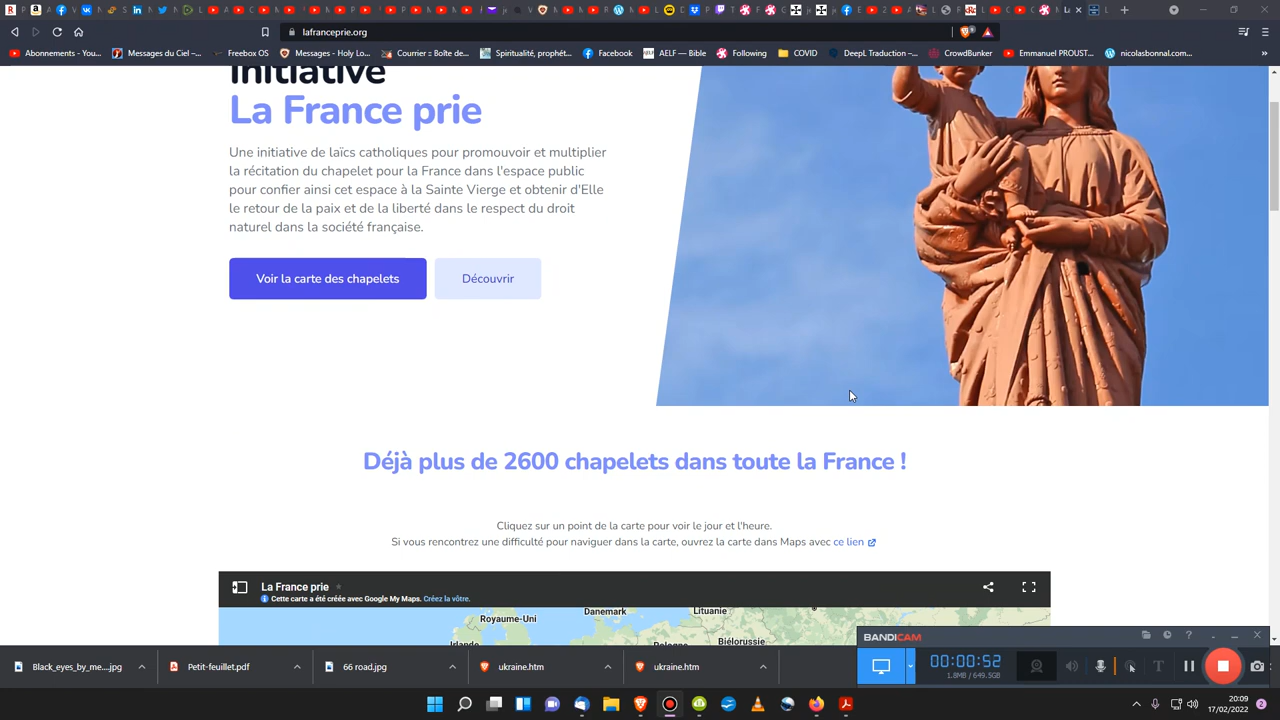 lafranceprie.org
Abonnements - You...
Messages du Ciel –...
Freebox OS
Messages - Holy Lo...
Courrier :: Boîte de...
Spiritualité, prophét...
Facebook
AELF — Bible
Following
COVID
DeepL Traduction –...
CrowdBunker
Emmanuel PROUST...
nicolasbonnal.com...
initiative
La France prie
Une initiative de laïcs catholiques pour promouvoir et multiplier
la récitation du chapelet pour la France dans l'espace public
pour confier ainsi cet espace à la Sainte Vierge et obtenir d'Elle
le retour de la paix et de la liberté dans le respect du droit
naturel dans la société française.
Voir la carte des chapelets
Découvrir
Déjà plus de 2600 chapelets dans toute la France !
Cliquez sur un point de la carte pour voir le jour et l'heure.
Si vous rencontrez une difficulté pour naviguer dans la carte, ouvrez la carte dans Maps avec ce lien
La France prie
Cette carte a été créée avec Google My Maps. Créez la vôtre.
Royaume-Uni
Danemark
Lituanie
Biélorussie
Pologne
Irlande
BANDICAM
00:00:52
1.8MB / 649.5GB
Black_eyes_by_me....jpg
Petit-feuillet.pdf
66 road.jpg
ukraine.htm
ukraine.htm
20:09
17/02/2022